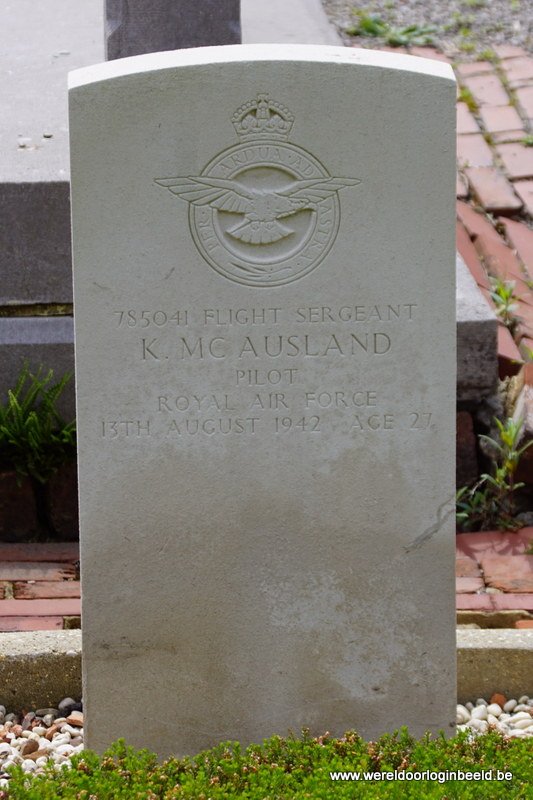 PER ARDUA AD ASTRA
785041 FLIGHT SERGEANT
K. MC AUSLAND
PILOT
ROYAL AIR FORCE
13TH AUGUST 1942 AGE 27
www.wereldoorloginbeeld.be